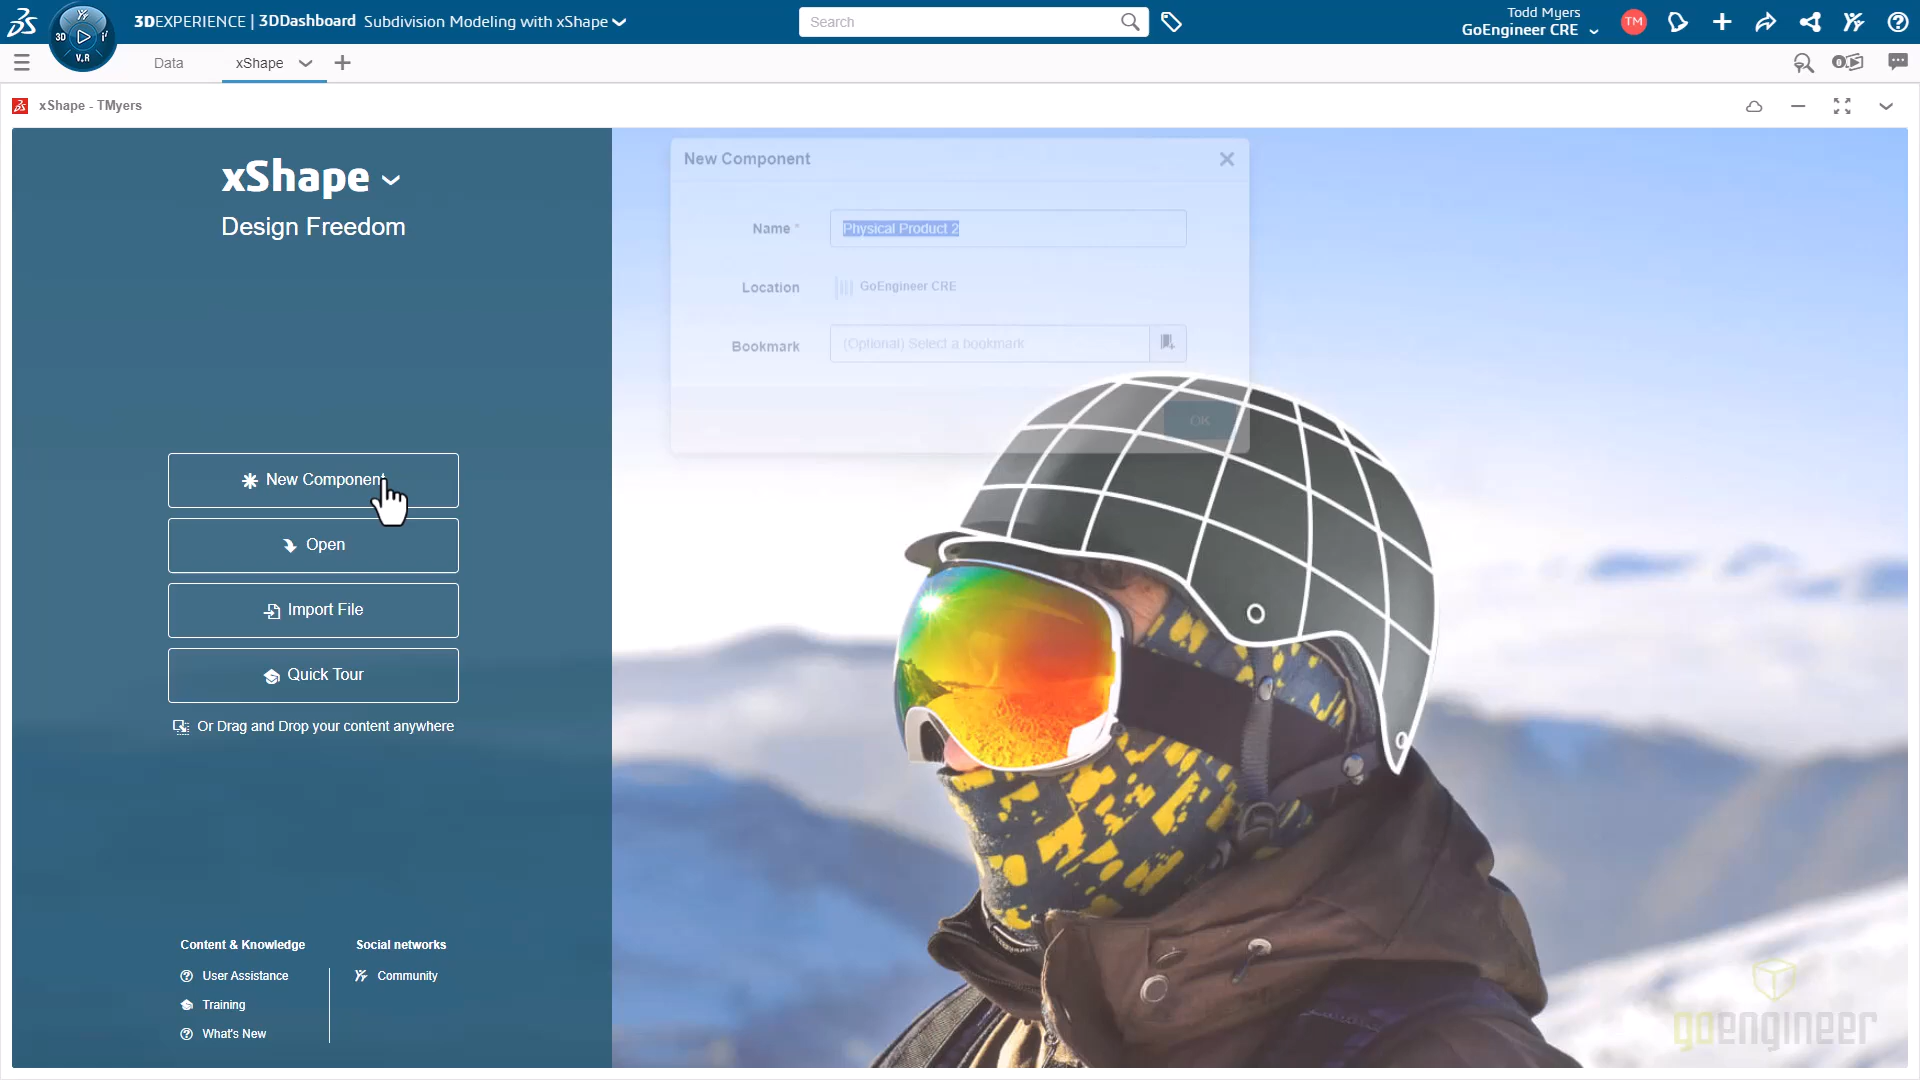 3DEXPERIENCE | 3DDashboard Subdivision Modeling with xShape
Search
Todd Myers
GoEngineer CRE
TM
3D
V.R
Data
xShape
0
xShape - TMyers
xShape
Design Freedom
New Component
Open
Import File
Quick Tour
Or Drag and Drop your content anywhere
Content & Knowledge
User Assistance
Training
What's New
Social networks
Community
New Component
Name *
Physical Product 2
Location
GoEngineer CRE
Bookmark
(Optional) Select a bookmark
OK
goengineer